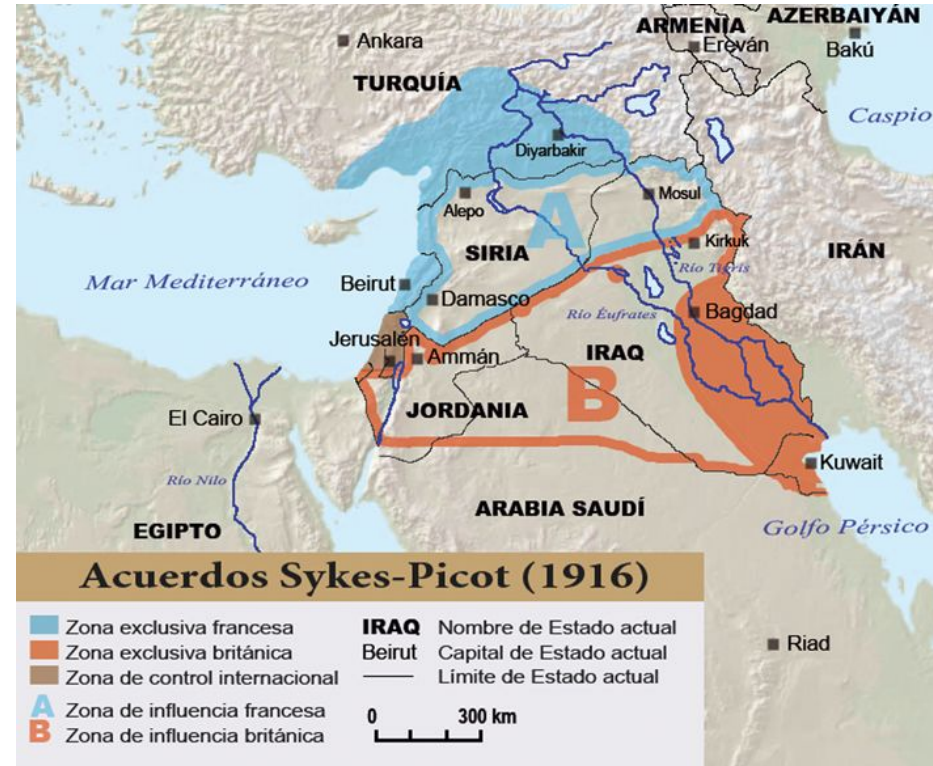 AZERBAIYÁN
ARMENIA
Ankara
Ereván
Bakú
TURQUÍA
Caspio
Diyarbakir
Alepo
Mosul
A
SIRIA
Kirkuk
IRÁN
Río Tigris
Mar Mediterráneo
Beirut
Damasco
Río Éufrates
Bagdad
Jerusalén
Ammán
IRAQ
B
JORDANIA
El Cairo
Kuwait
Río Nilo
ARABIA SAUDÍ
EGIPTO
Golfo Pérsico
Acuerdos Sykes-Picot (1916)
Zona exclusiva francesa
Zona exclusiva británica
Zona de control internacional
A Zona de influencia francesa
B Zona de influencia británica
IRAQ Nombre de Estado actual
Beirut Capital de Estado actual
Límite de Estado actual
0 300 km
Riad